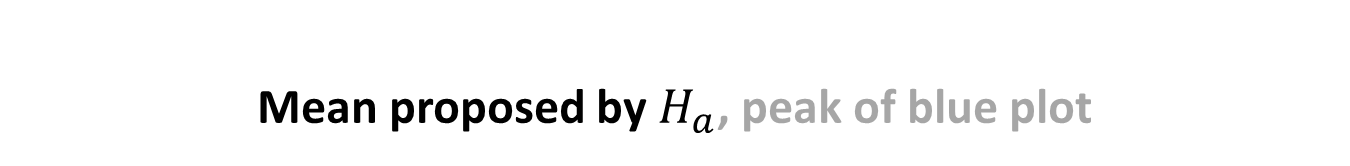 Mean proposed by Hₐ, peak of blue plot